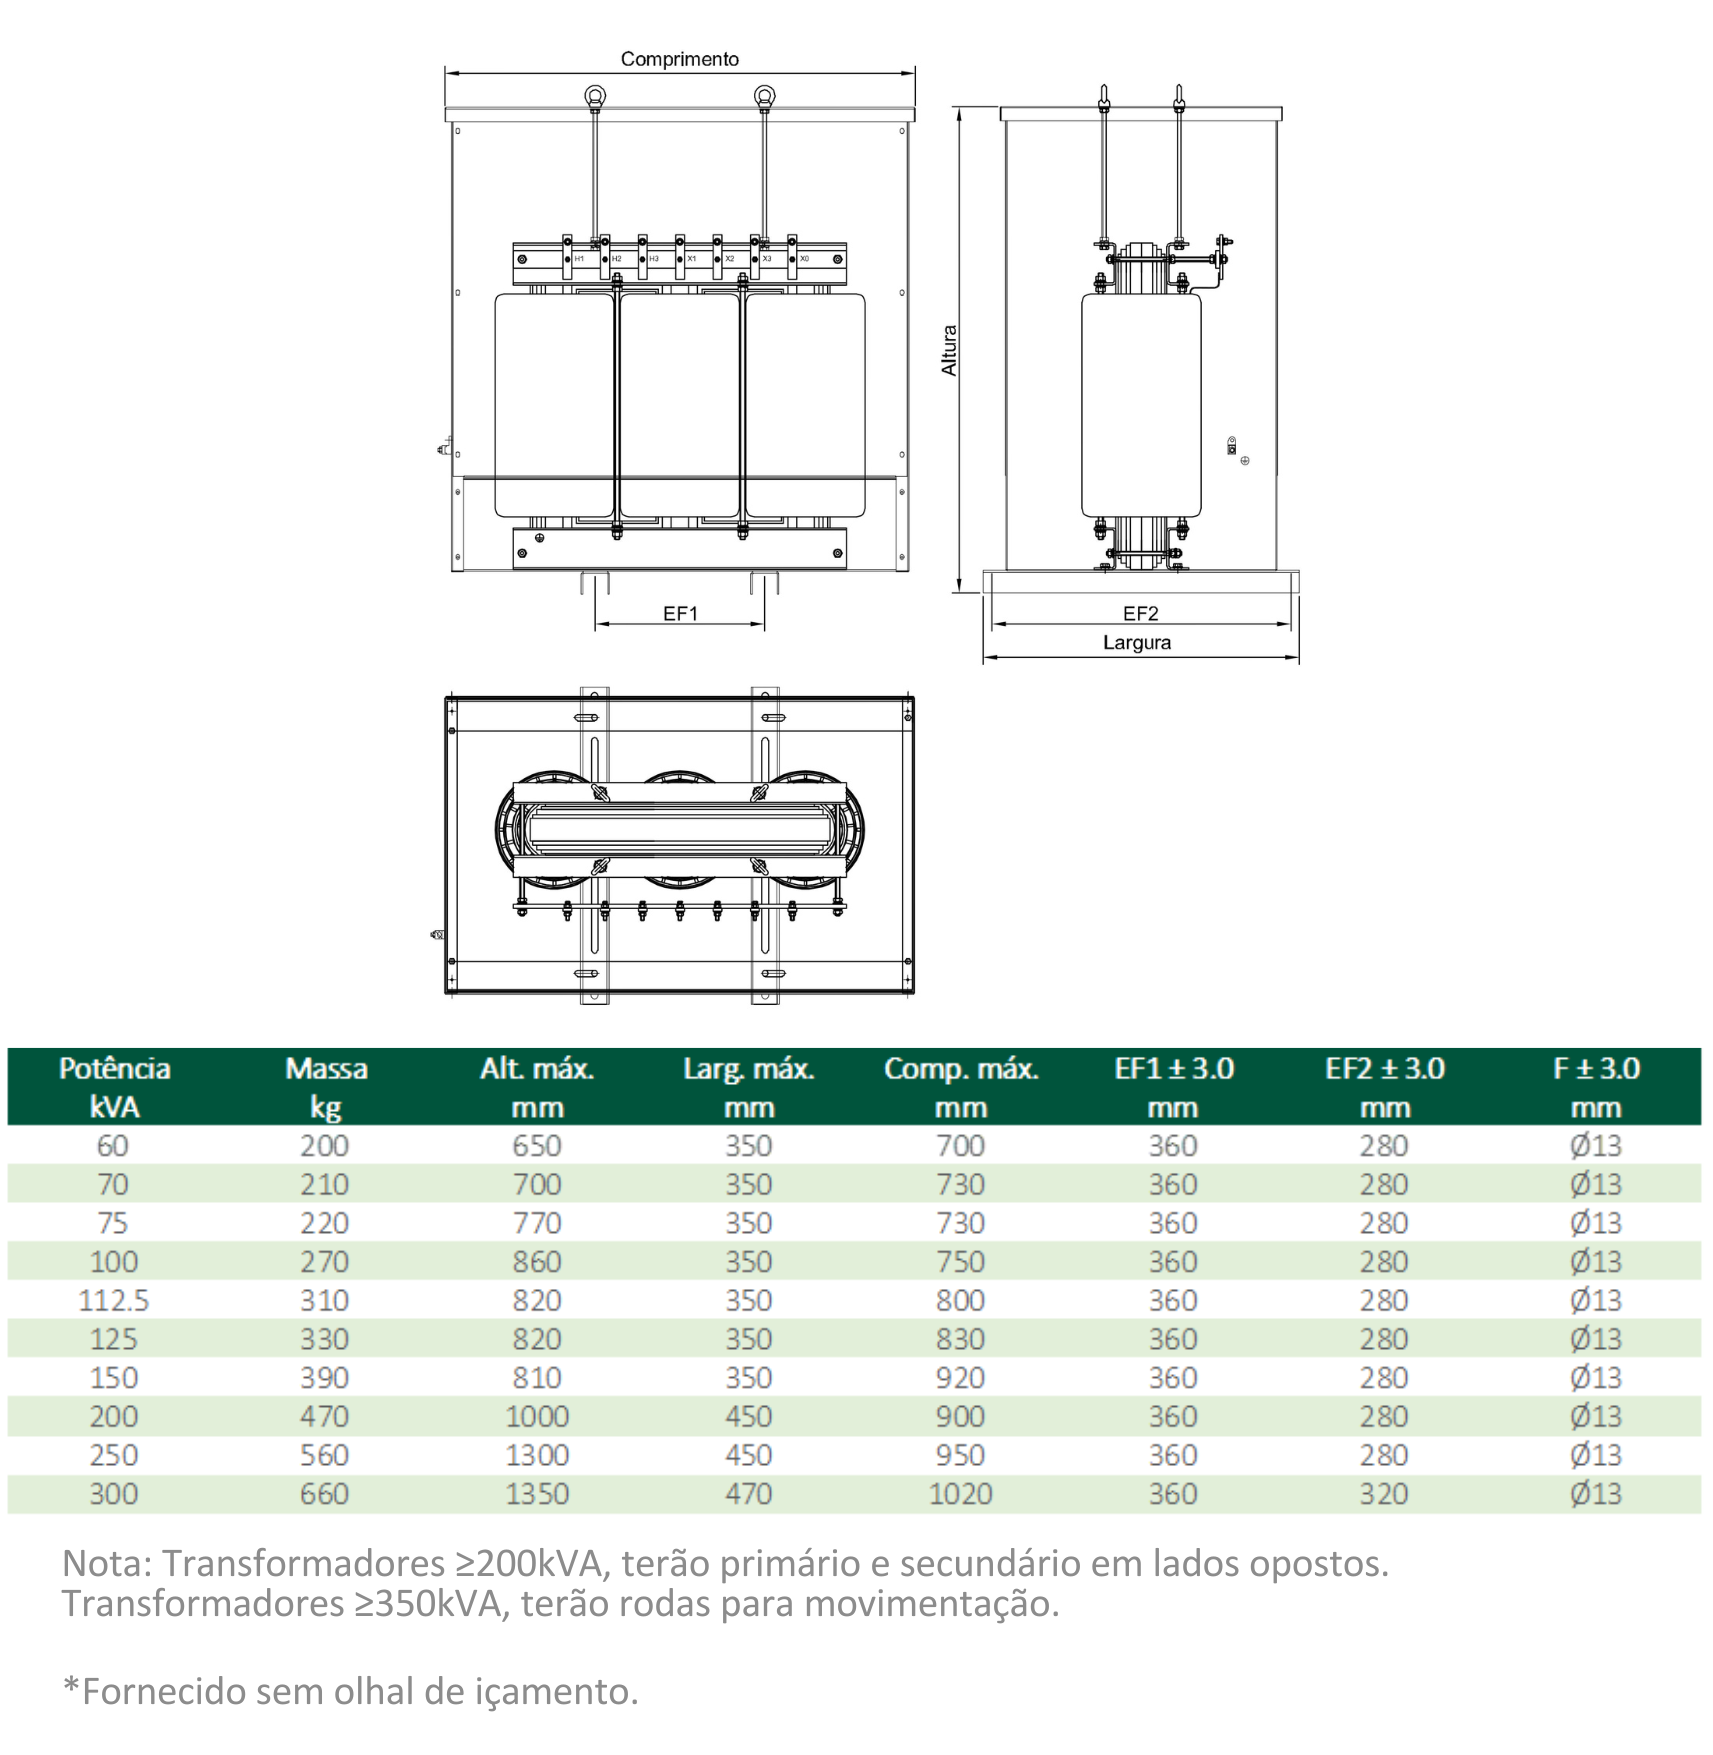 Comprimento
Altura
H1 H2 H3 X1 X2 X3 X0
EF1
EF2
Largura
Potência Massa Alt. máx. Larg. máx. Comp. máx. EF1 ± 3.0 EF2 ± 3.0 F ± 3.0
kVA kg mm mm mm mm mm mm
60 200 650 350 700 360 280 Ø13
70 210 700 350 730 360 280 Ø13
75 220 770 350 730 360 280 Ø13
100 270 860 350 750 360 280 Ø13
112.5 310 820 350 800 360 280 Ø13
125 330 820 350 830 360 280 Ø13
150 390 810 350 920 360 280 Ø13
200 470 1000 450 900 360 280 Ø13
250 560 1300 450 950 360 280 Ø13
300 660 1350 470 1020 360 320 Ø13
Nota: Transformadores ≥200kVA, terão primário e secundário em lados opostos.
Transformadores ≥350kVA, terão rodas para movimentação.
*Fornecido sem olhal de içamento.